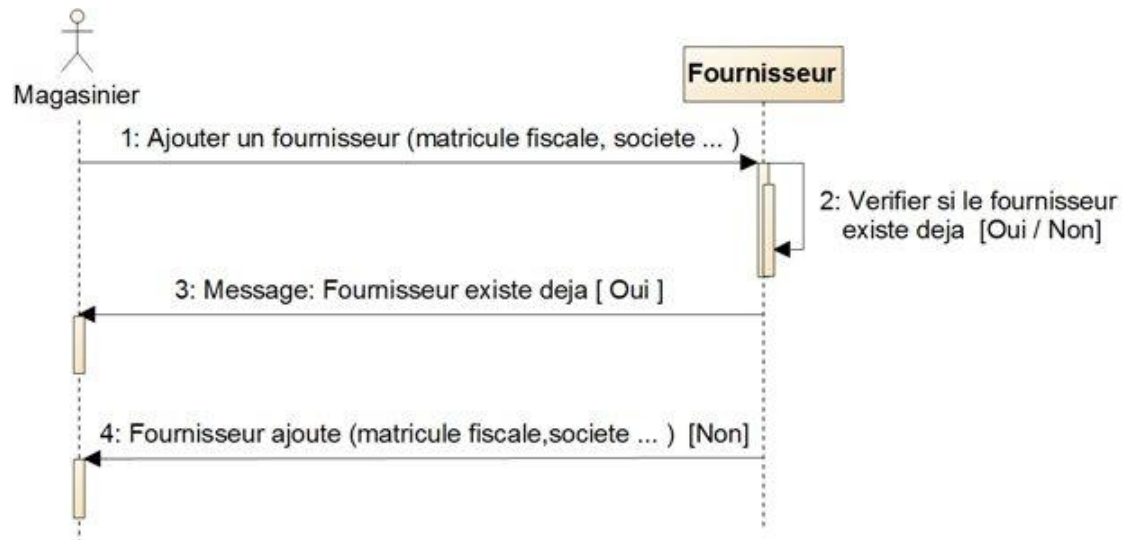 Magasinier
Fournisseur
1: Ajouter un fournisseur (matricule fiscale, societe ... )
2: Verifier si le fournisseur
existe deja [Oui / Non]
3: Message: Fournisseur existe deja [ Oui ]
4: Fournisseur ajoute (matricule fiscale,societe ... ) [Non]